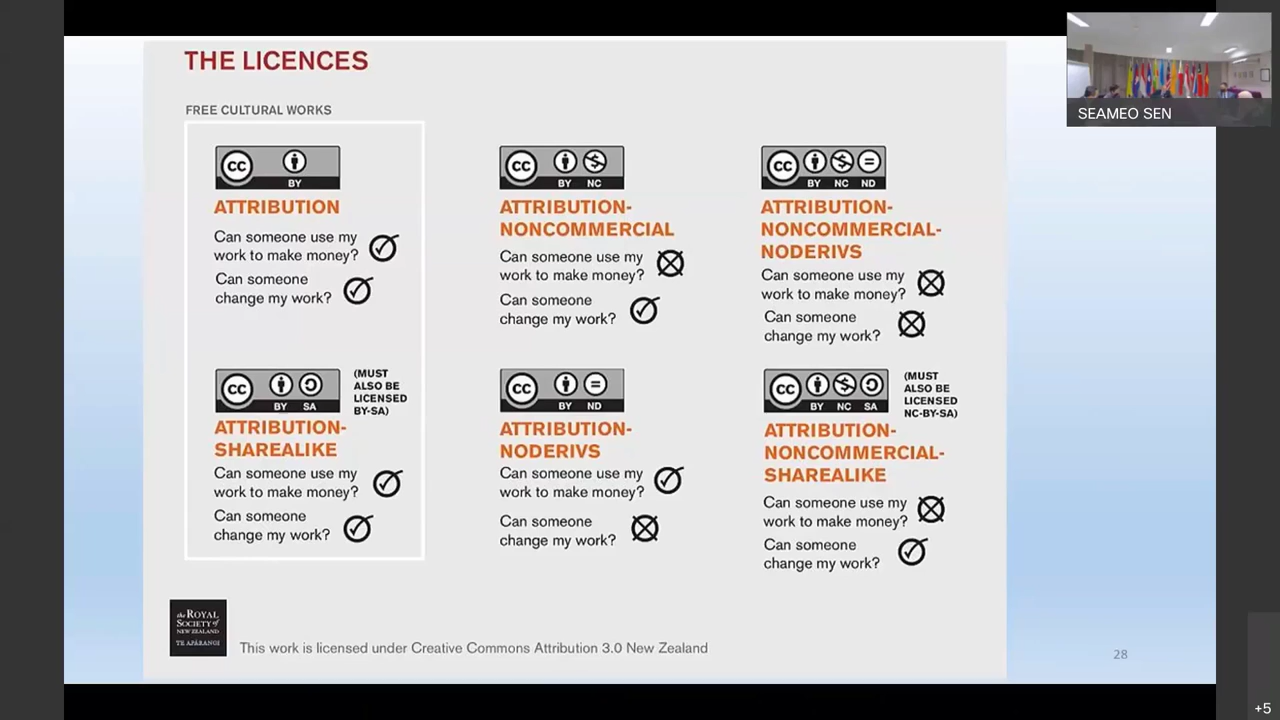 THE LICENCES
FREE CULTURAL WORKS
CC
BY
ATTRIBUTION
Can someone use my
work to make money?
Can someone
change my work?
CC
BY NC
ATTRIBUTION-
NONCOMMERCIAL
Can someone use my
work to make money?
Can someone
change my work?
CC
BY NC ND
ATTRIBUTION-
NONCOMMERCIAL-
NODERIVS
Can someone use my
work to make money?
Can someone
change my work?
CC
BY SA
(MUST
ALSO BE
LICENSED
BY-SA)
ATTRIBUTION-
SHAREALIKE
Can someone use my
work to make money?
Can someone
change my work?
CC
BY ND
ATTRIBUTION-
NODERIVS
Can someone use my
work to make money?
Can someone
change my work?
CC
BY NC SA
(MUST
ALSO BE
LICENSED
NC-BY-SA)
ATTRIBUTION-
NONCOMMERCIAL-
SHAREALIKE
Can someone use my
work to make money?
Can someone
change my work?
the ROYAL
SOCIETY of
NEW ZEALAND
TE APĀRANGI
This work is licensed under Creative Commons Attribution 3.0 New Zealand
28
SEAMEO SEN
+5